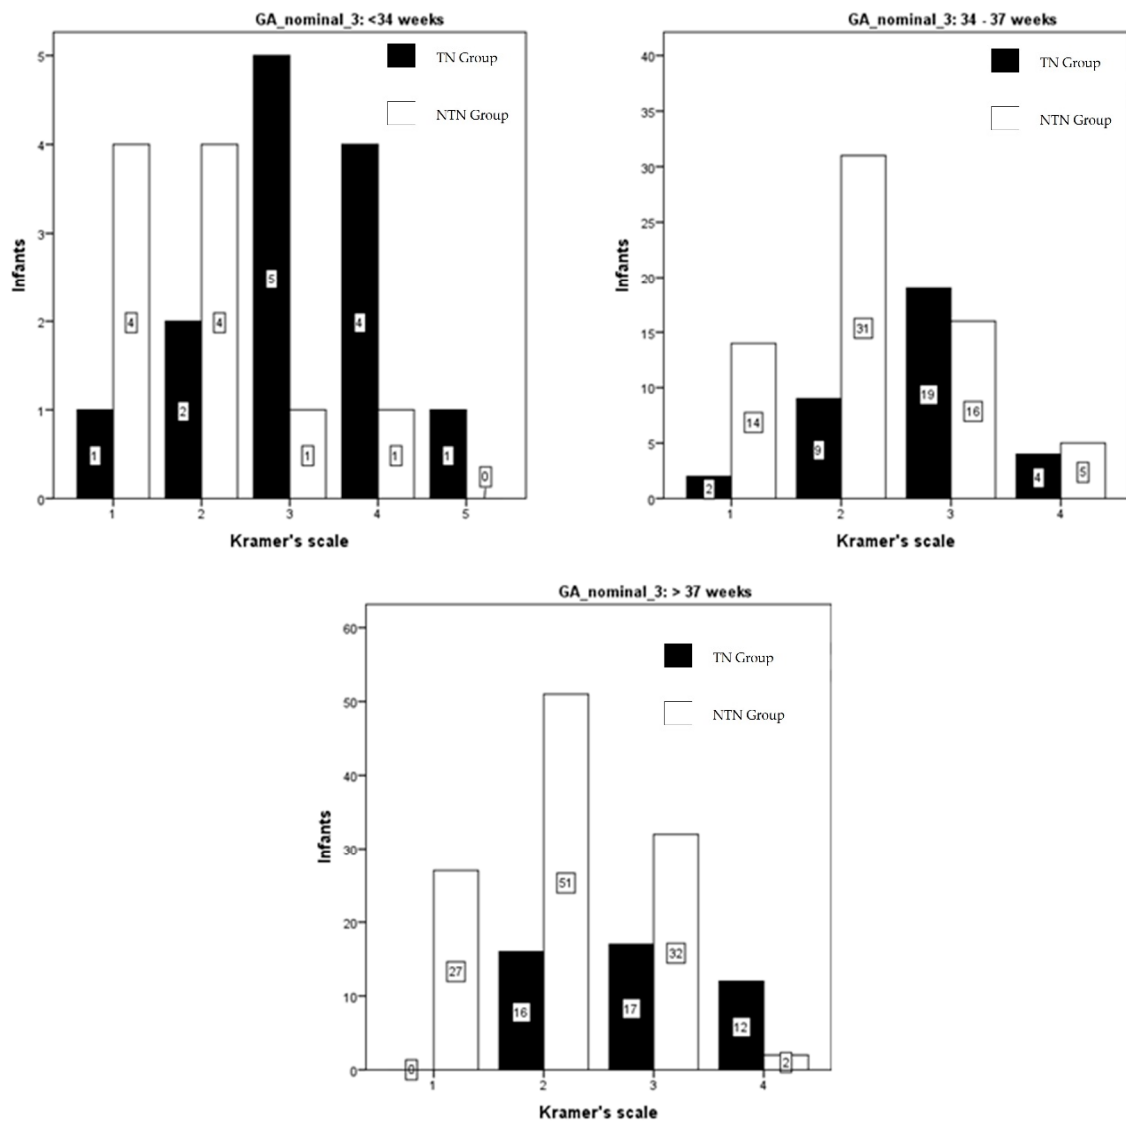 GA_nominal_3: <34 weeks
TN Group
NTN Group
Infants
5
4
3
2
1
0
1
4
2
4
5
1
4
1
1
0
1 2 3 4 5
Kramer's scale
GA_nominal_3: 34 - 37 weeks
TN Group
NTN Group
Infants
40
35
30
25
20
15
10
5
0
2
14
9
31
19
16
4
5
1 2 3 4
Kramer's scale
GA_nominal_3: > 37 weeks
TN Group
NTN Group
Infants
60
50
40
30
20
10
0
0
27
16
51
17
32
12
2
1 2 3 4
Kramer's scale